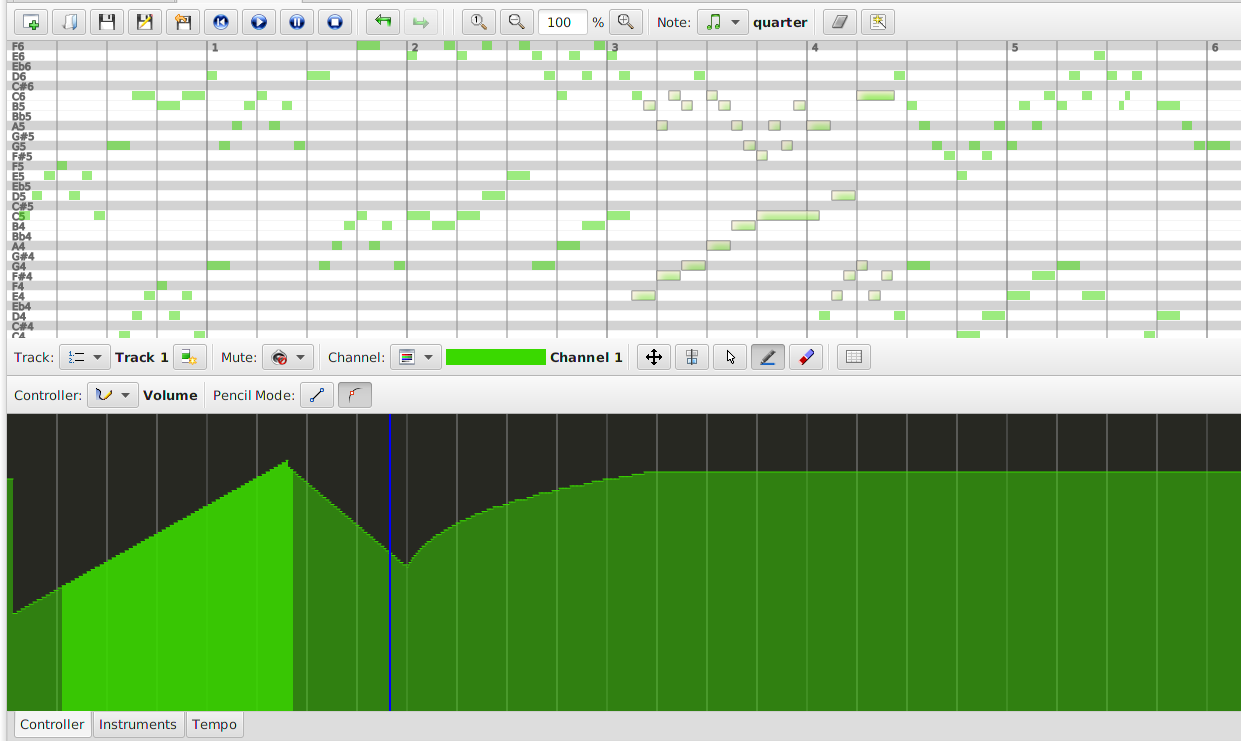 1 100 % Note: quarter
1 2 3 4 5 6
F6
E6
Eb6
D6
C#6
C6
B5
Bb5
A5
G#5
G5
F#5
F5
E5
Eb5
D5
C#5
C5
B4
Bb4
A4
G#4
G4
F#4
F4
E4
Eb4
D4
C#4
C4
Track: Track 1 Mute: Channel: Channel 1
Controller: Volume Pencil Mode:
Controller Instruments Tempo